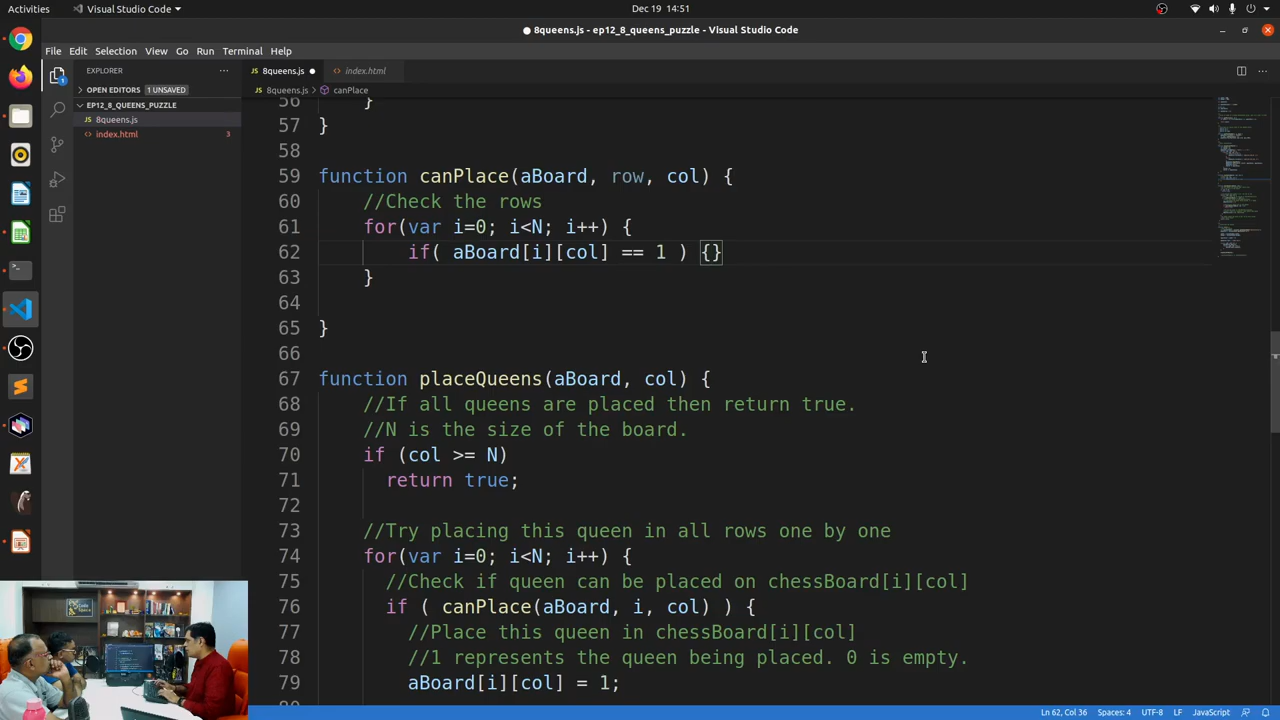 Activities
Visual Studio Code
Dec 19 14:51
8queens.js - ep12_8_queens_puzzle - Visual Studio Code
File Edit Selection View Go Run Terminal Help
EXPLORER
OPEN EDITORS 1 UNSAVED
EP12_8_QUEENS_PUZZLE
8queens.js
index.html 3
8queens.js index.html
8queens.js > canPlace
56 }
57 }
58
59 function canPlace(aBoard, row, col) {
60 //Check the rows
61 for(var i=0; i<N; i++) {
62 if( aBoard[i][col] == 1 ) {}
63 }
64
65 }
66
67 function placeQueens(aBoard, col) {
68 //If all queens are placed then return true.
69 //N is the size of the board.
70 if (col >= N)
71 return true;
72
73 //Try placing this queen in all rows one by one
74 for(var i=0; i<N; i++) {
75 //Check if queen can be placed on chessBoard[i][col]
76 if ( canPlace(aBoard, i, col) ) {
77 //Place this queen in chessBoard[i][col]
78 //1 represents the queen being placed 0 is empty.
79 aBoard[i][col] = 1;
Ln 62, Col 36 Spaces: 4 UTF-8 LF JavaScript